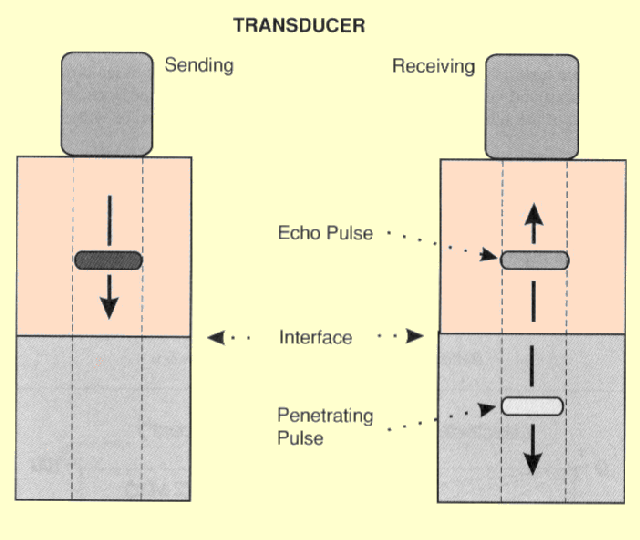 TRANSDUCER
Sending
Receiving
Echo Pulse
Interface
Penetrating
Pulse